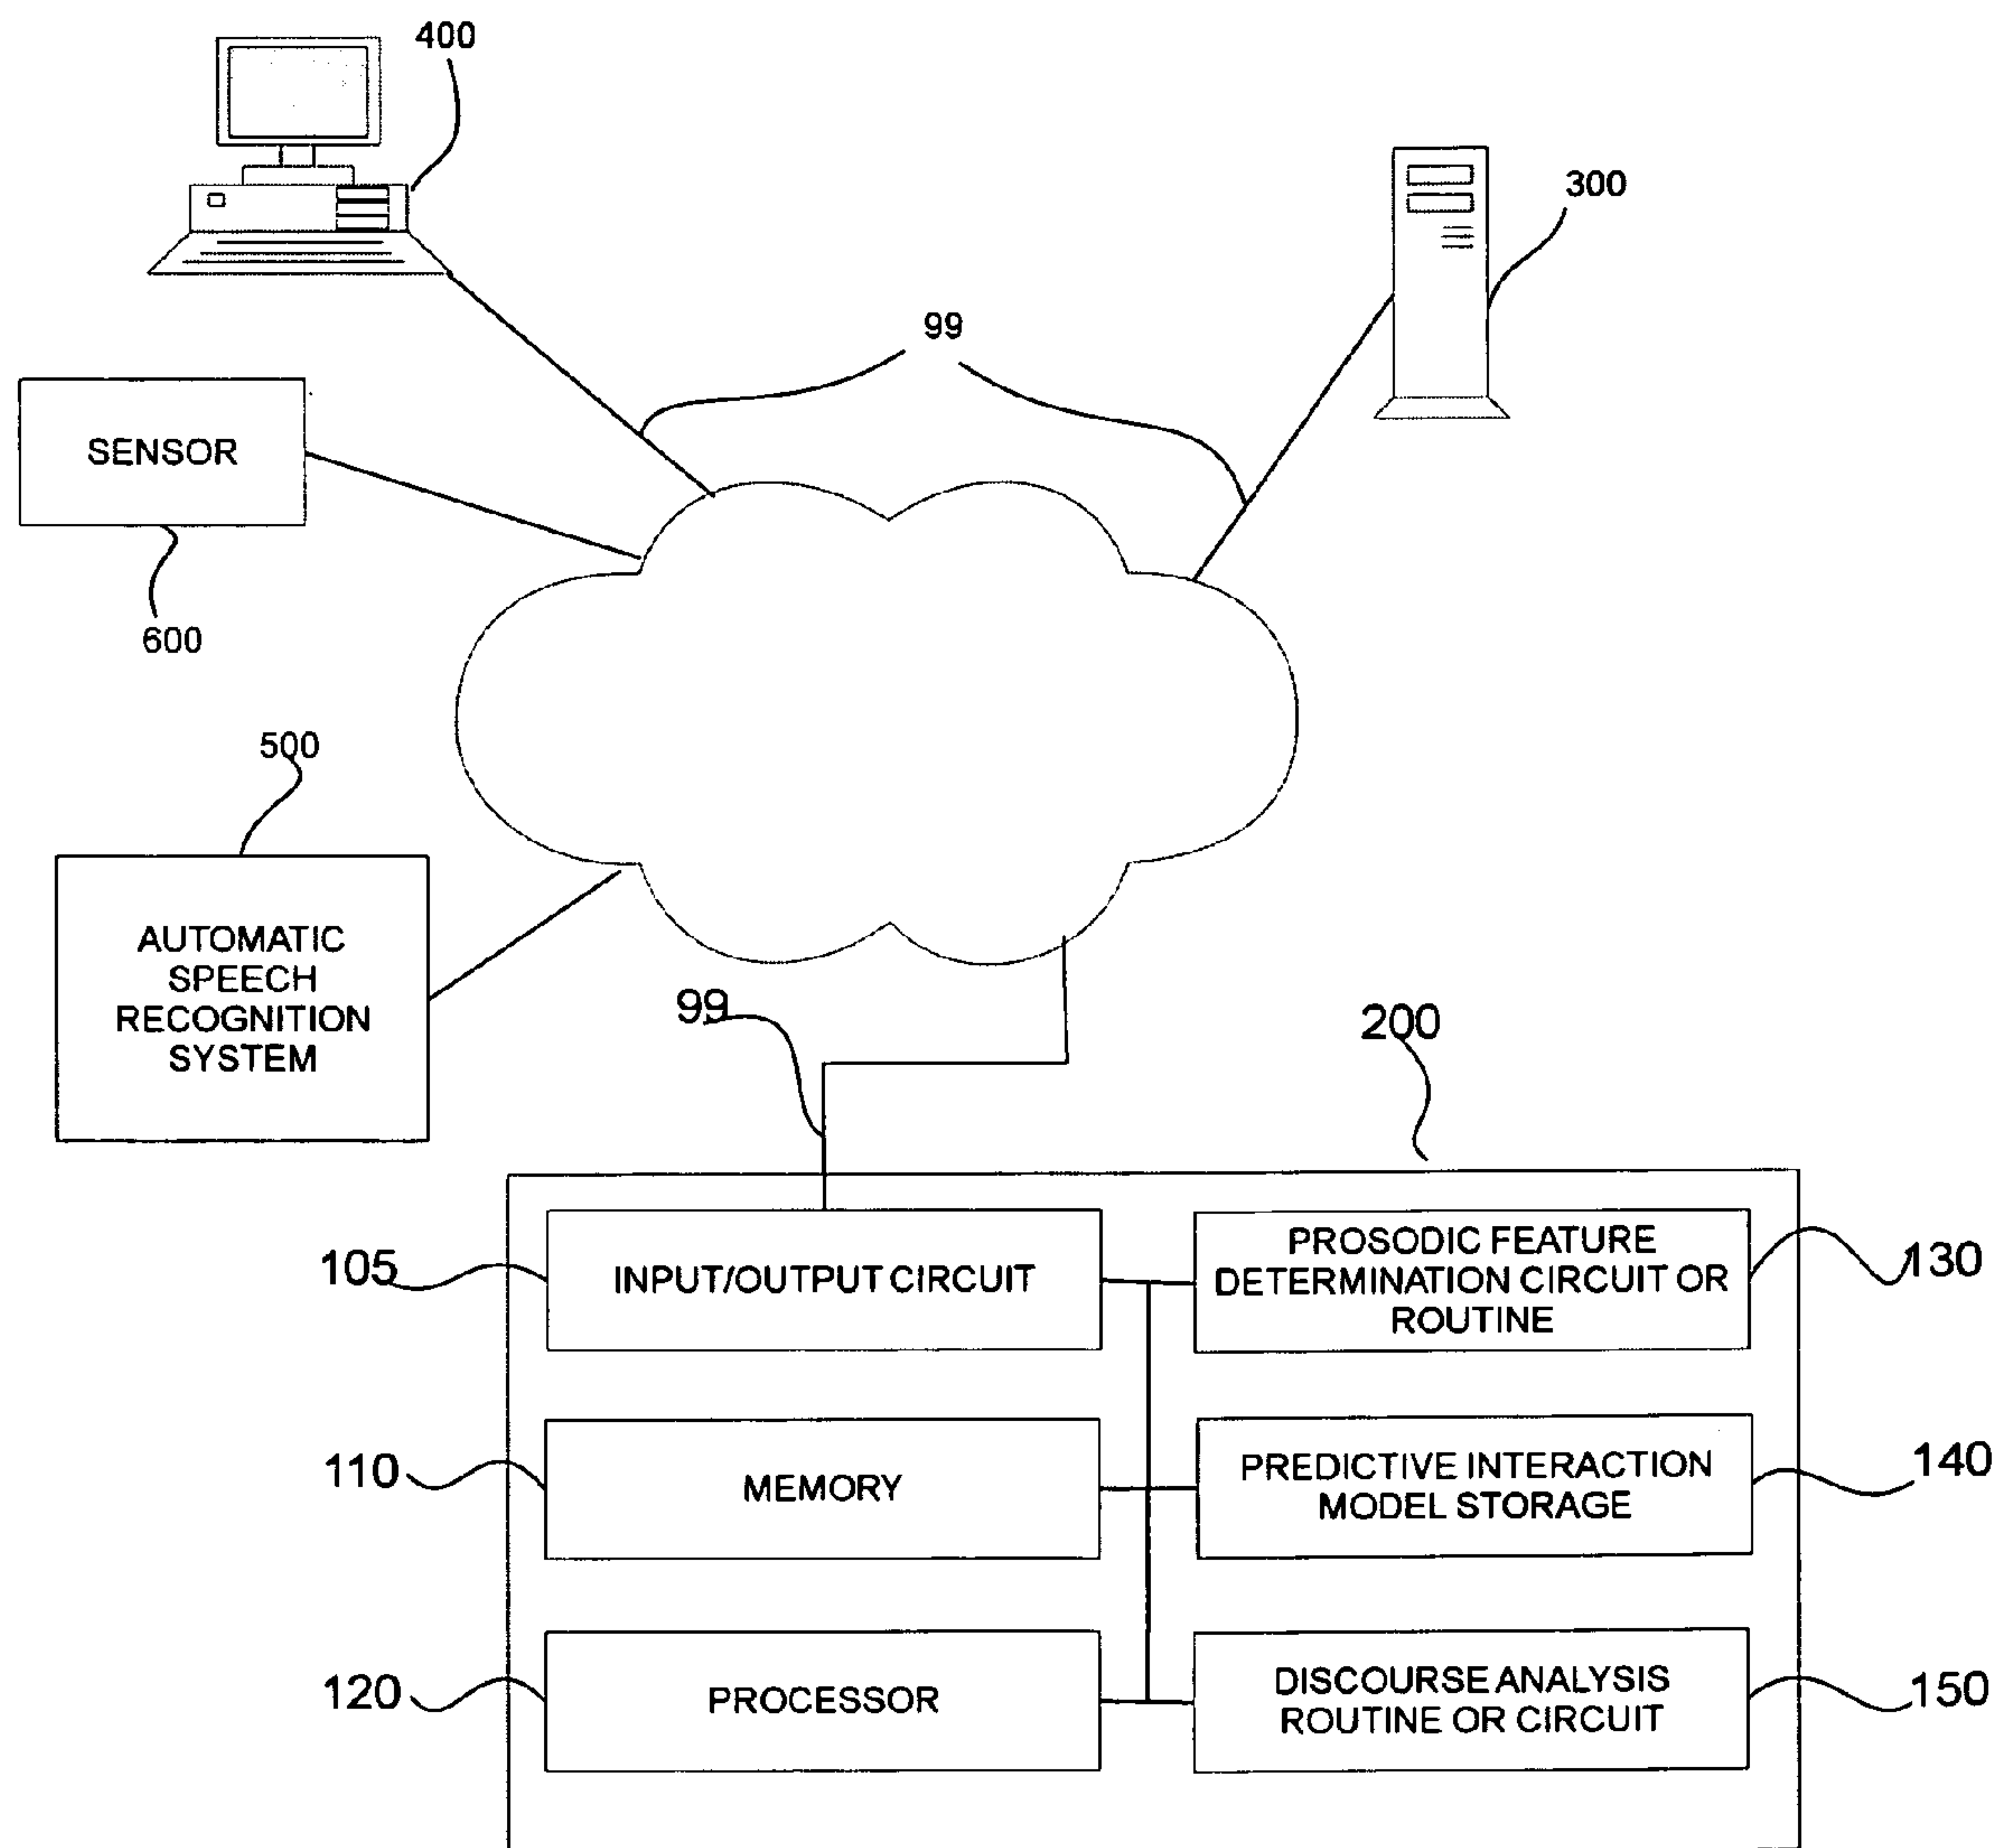 400
300
99
SENSOR
600
500
AUTOMATIC
SPEECH
RECOGNITION
SYSTEM
99
200
105
INPUT/OUTPUT CIRCUIT
PROSODIC FEATURE
DETERMINATION CIRCUIT OR
ROUTINE
130
110
MEMORY
PREDICTIVE INTERACTION
MODEL STORAGE
140
120
PROCESSOR
DISCOURSE ANALYSIS
ROUTINE OR CIRCUIT
150